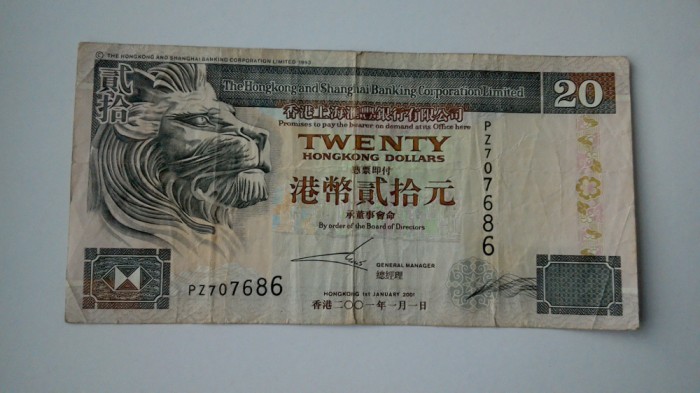 © THE HONGKONG AND SHANGHAI BANKING CORPORATION LIMITED 1993
貳拾
The Hongkong and Shanghai Banking Corporation Limited
20
香港上海滙豐銀行有限公司
Promises to pay the bearer on demand at its Office here
TWENTY
HONGKONG DOLLARS
憑票即付
港幣貳拾元
承董事會命
By order of the Board of Directors
PZ707686
GENERAL MANAGER
總經理
PZ707686
HONGKONG 1ST JANUARY 2001
香港二〇〇一年一月一日